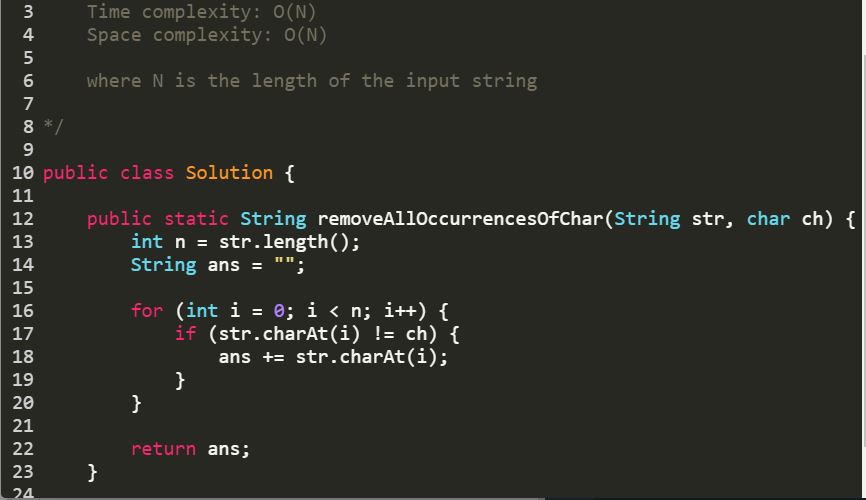 3 Time complexity: O(N)
4 Space complexity: O(N)
5
6 where N is the length of the input string
7
8 */
9
10 public class Solution {
11
12 public static String removeAllOccurrencesOfChar(String str, char ch) {
13 int n = str.length();
14 String ans = "";
15
16 for (int i = 0; i < n; i++) {
17 if (str.charAt(i) != ch) {
18 ans += str.charAt(i);
19 }
20 }
21
22 return ans;
23 }
24